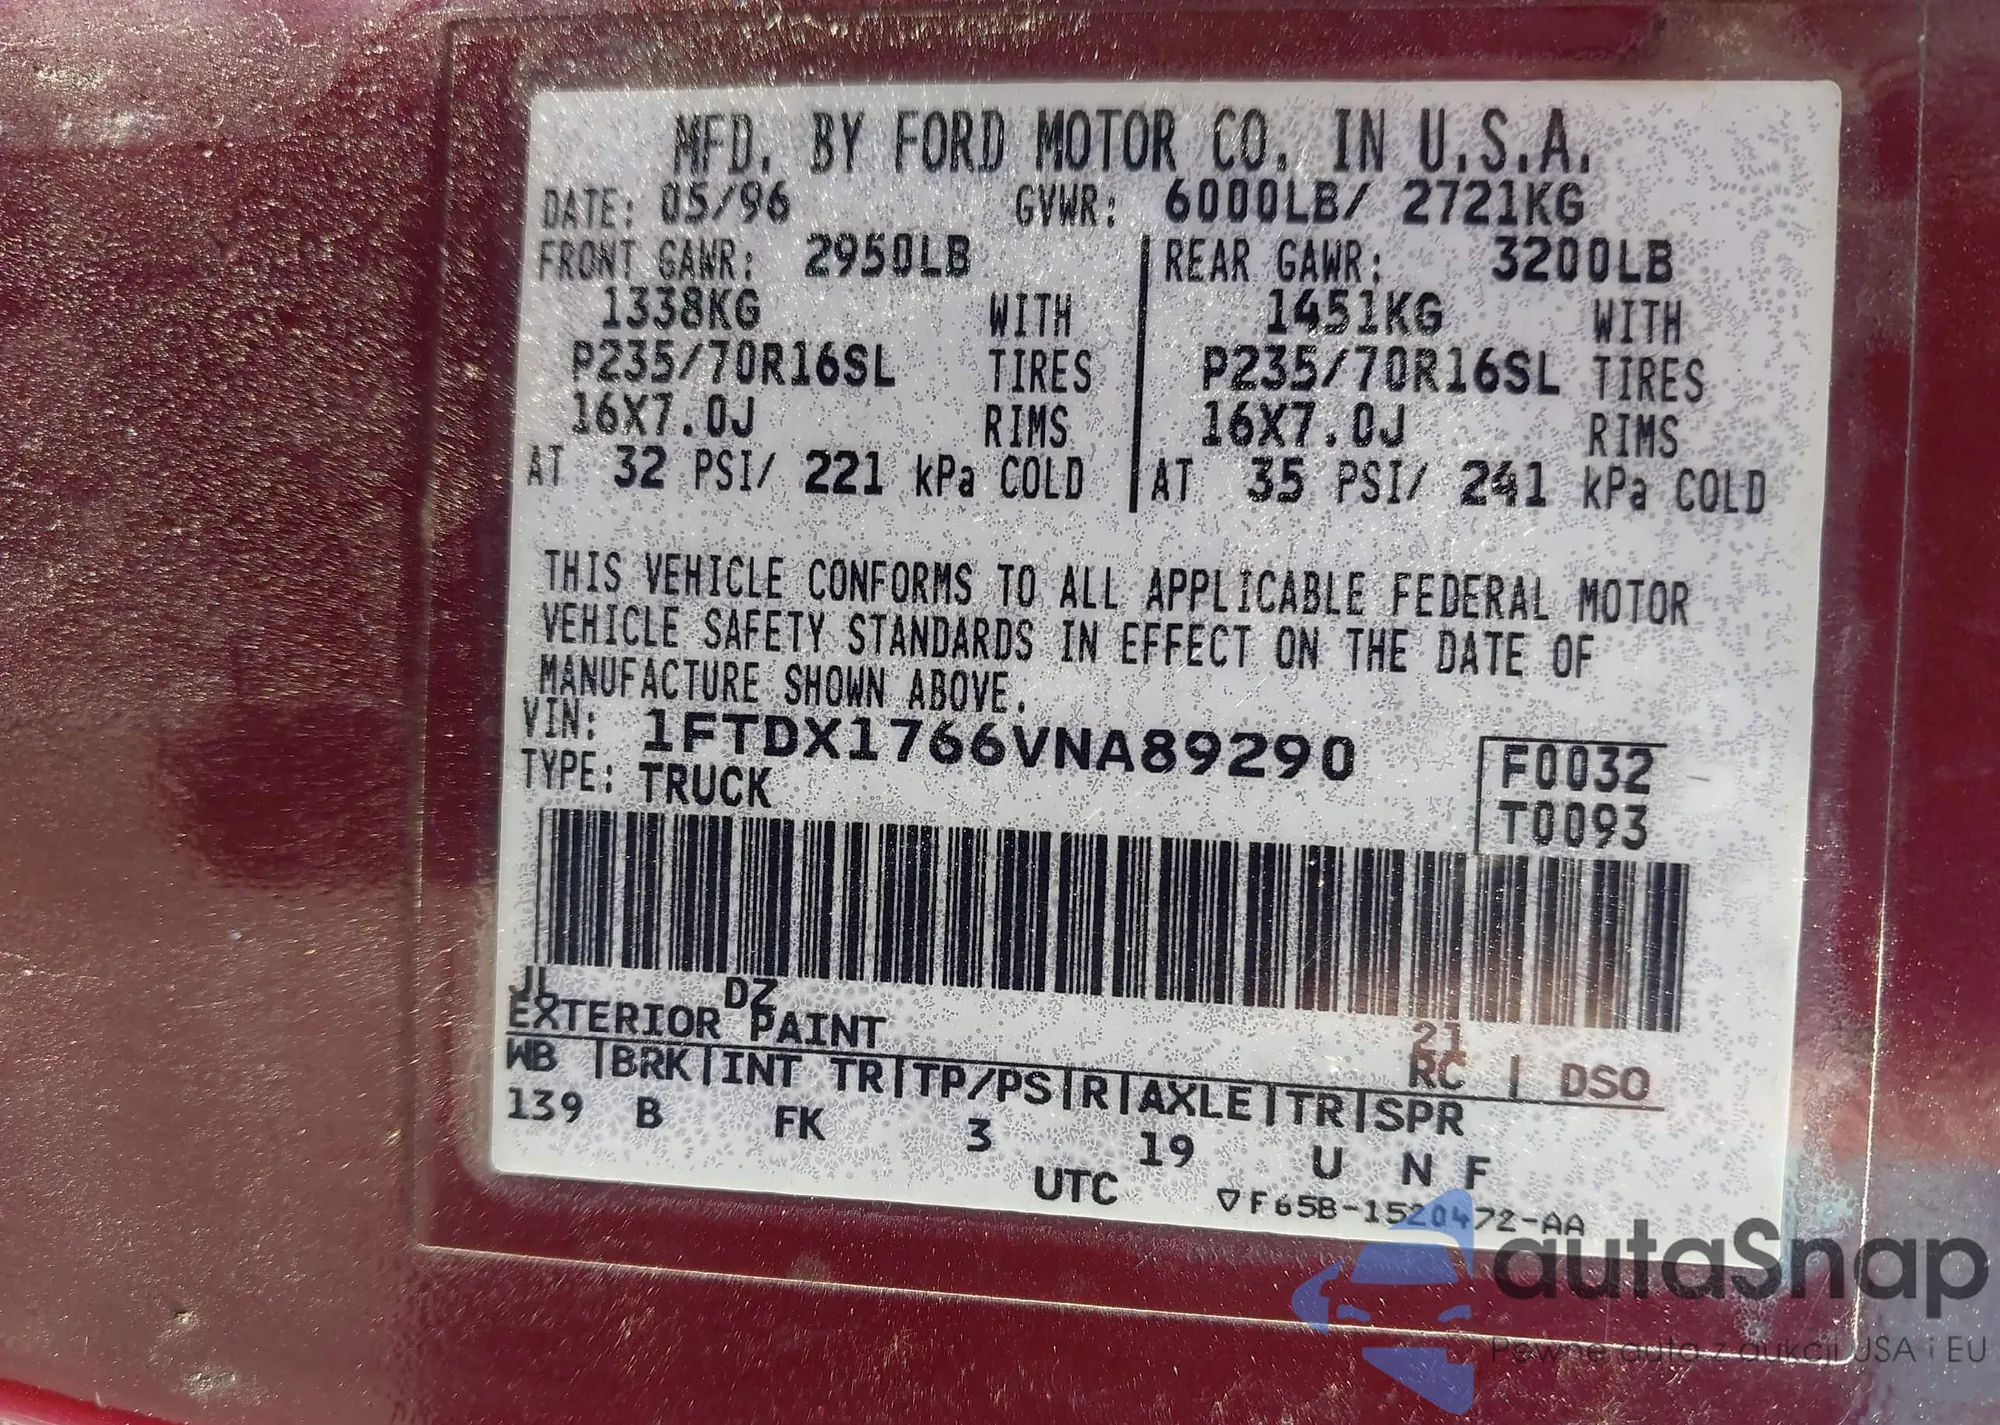 MFD. BY FORD MOTOR CO. IN U.S.A.
DATE: 05/96 GVWR: 6000LB/ 2721KG
FRONT GAWR: 2950LB REAR GAWR: 3200LB
1338KG WITH 1451KG WITH
P235/70R16SL TIRES P235/70R16SL TIRES
16X7.0J RIMS 16X7.0J RIMS
AT 32 PSI/ 221 kPa COLD AT 35 PSI/ 241 kPa COLD
THIS VEHICLE CONFORMS TO ALL APPLICABLE FEDERAL MOTOR
VEHICLE SAFETY STANDARDS IN EFFECT ON THE DATE OF
MANUFACTURE SHOWN ABOVE.
VIN: 1FTDX1766VNA89290 F0032
TYPE: TRUCK T0093
JL DZ
EXTERIOR PAINT 21
RC | DSO
WB |BRK|INT TR|TP/PS|R|AXLE|TR|SPR
139 B FK 3 19 U N F
UTC
▽F65B-1520472-AA
autaSnap
Pewne auta z aukcji USA i EU